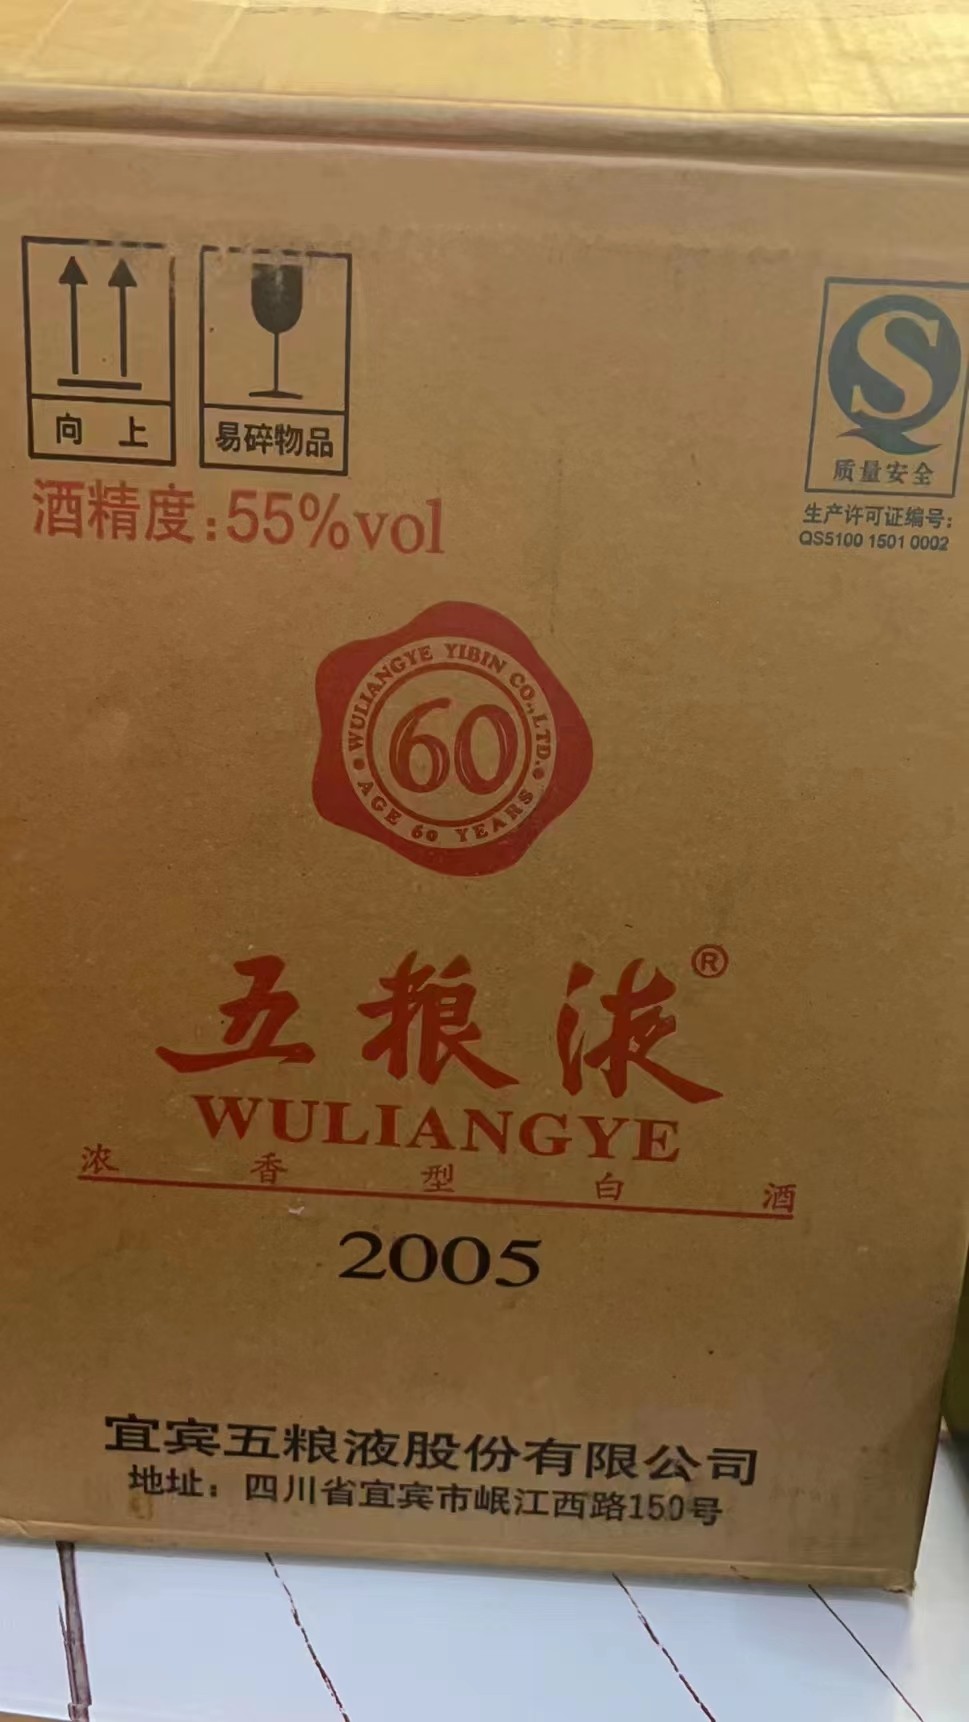 向 上
易碎物品
质量安全
生产许可证编号：
QS5100 1501 0002
酒精度：55%vol
WULIANGYE YIBIN CO.,LTD.
60
AGE 60 YEARS
五粮液®
WULIANGYE
浓 香 型 白 酒
2005
宜宾五粮液股份有限公司
地址：四川省宜宾市岷江西路150号